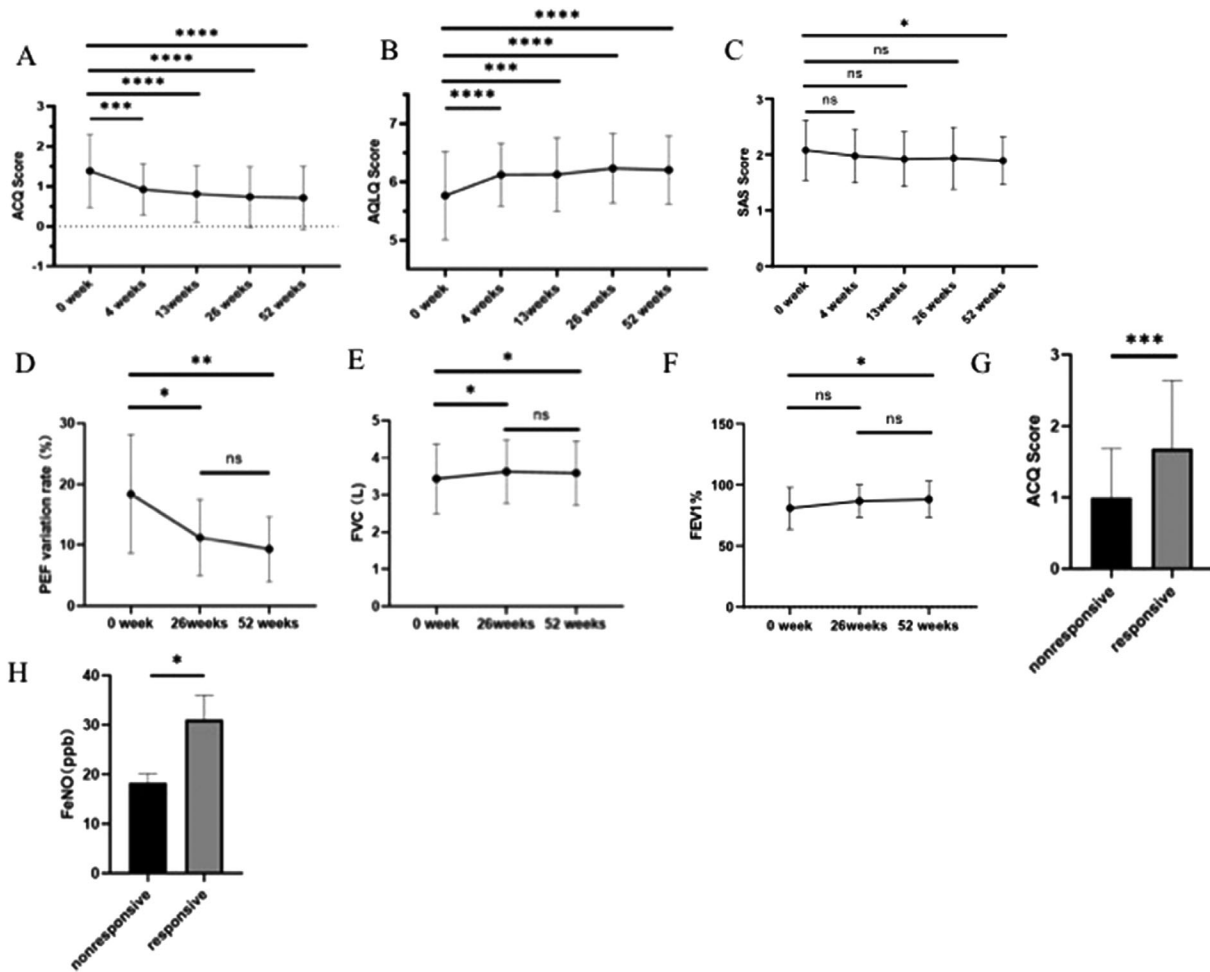 A
****
****
****
***
ACQ Score
3
2
1
0
-1
0 week
4 weeks
13weeks
26 weeks
52 weeks
B
****
****
***
****
AQLQ Score
7
6
5
0 week
4 weeks
13weeks
26 weeks
52 weeks
C
*
ns
ns
ns
SAS Score
3
2
1
0
0 week
4 weeks
13weeks
26 weeks
52 weeks
D
**
*
ns
PEF variation rate (%)
30
20
10
0
0 week
26weeks
52 weeks
E
*
*
ns
FVC (L)
5
4
3
2
1
0
0 week
26weeks
52 weeks
F
*
ns
ns
FEV1%
150
100
50
0
0 week
26weeks
52 weeks
G
***
ACQ Score
3
2
1
0
nonresponsive
responsive
H
*
FeNO(ppb)
40
30
20
10
0
nonresponsive
responsive